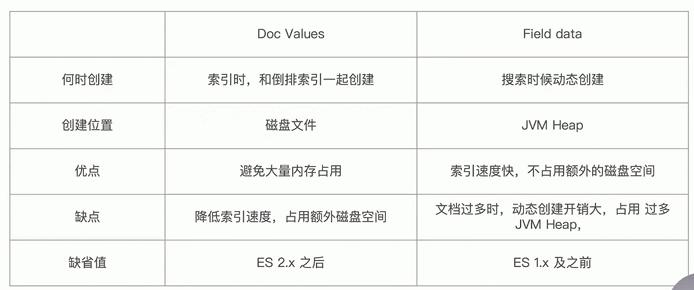 Doc Values
Field data
何时创建
索引时，和倒排索引一起创建
搜索时候动态创建
创建位置
磁盘文件
JVM Heap
优点
避免大量内存占用
索引速度快，不占用额外的磁盘空间
缺点
降低索引速度，占用额外磁盘空间
文档过多时，动态创建开销大，占用 过多
JVM Heap，
缺省值
ES 2.x 之后
ES 1.x 及之前